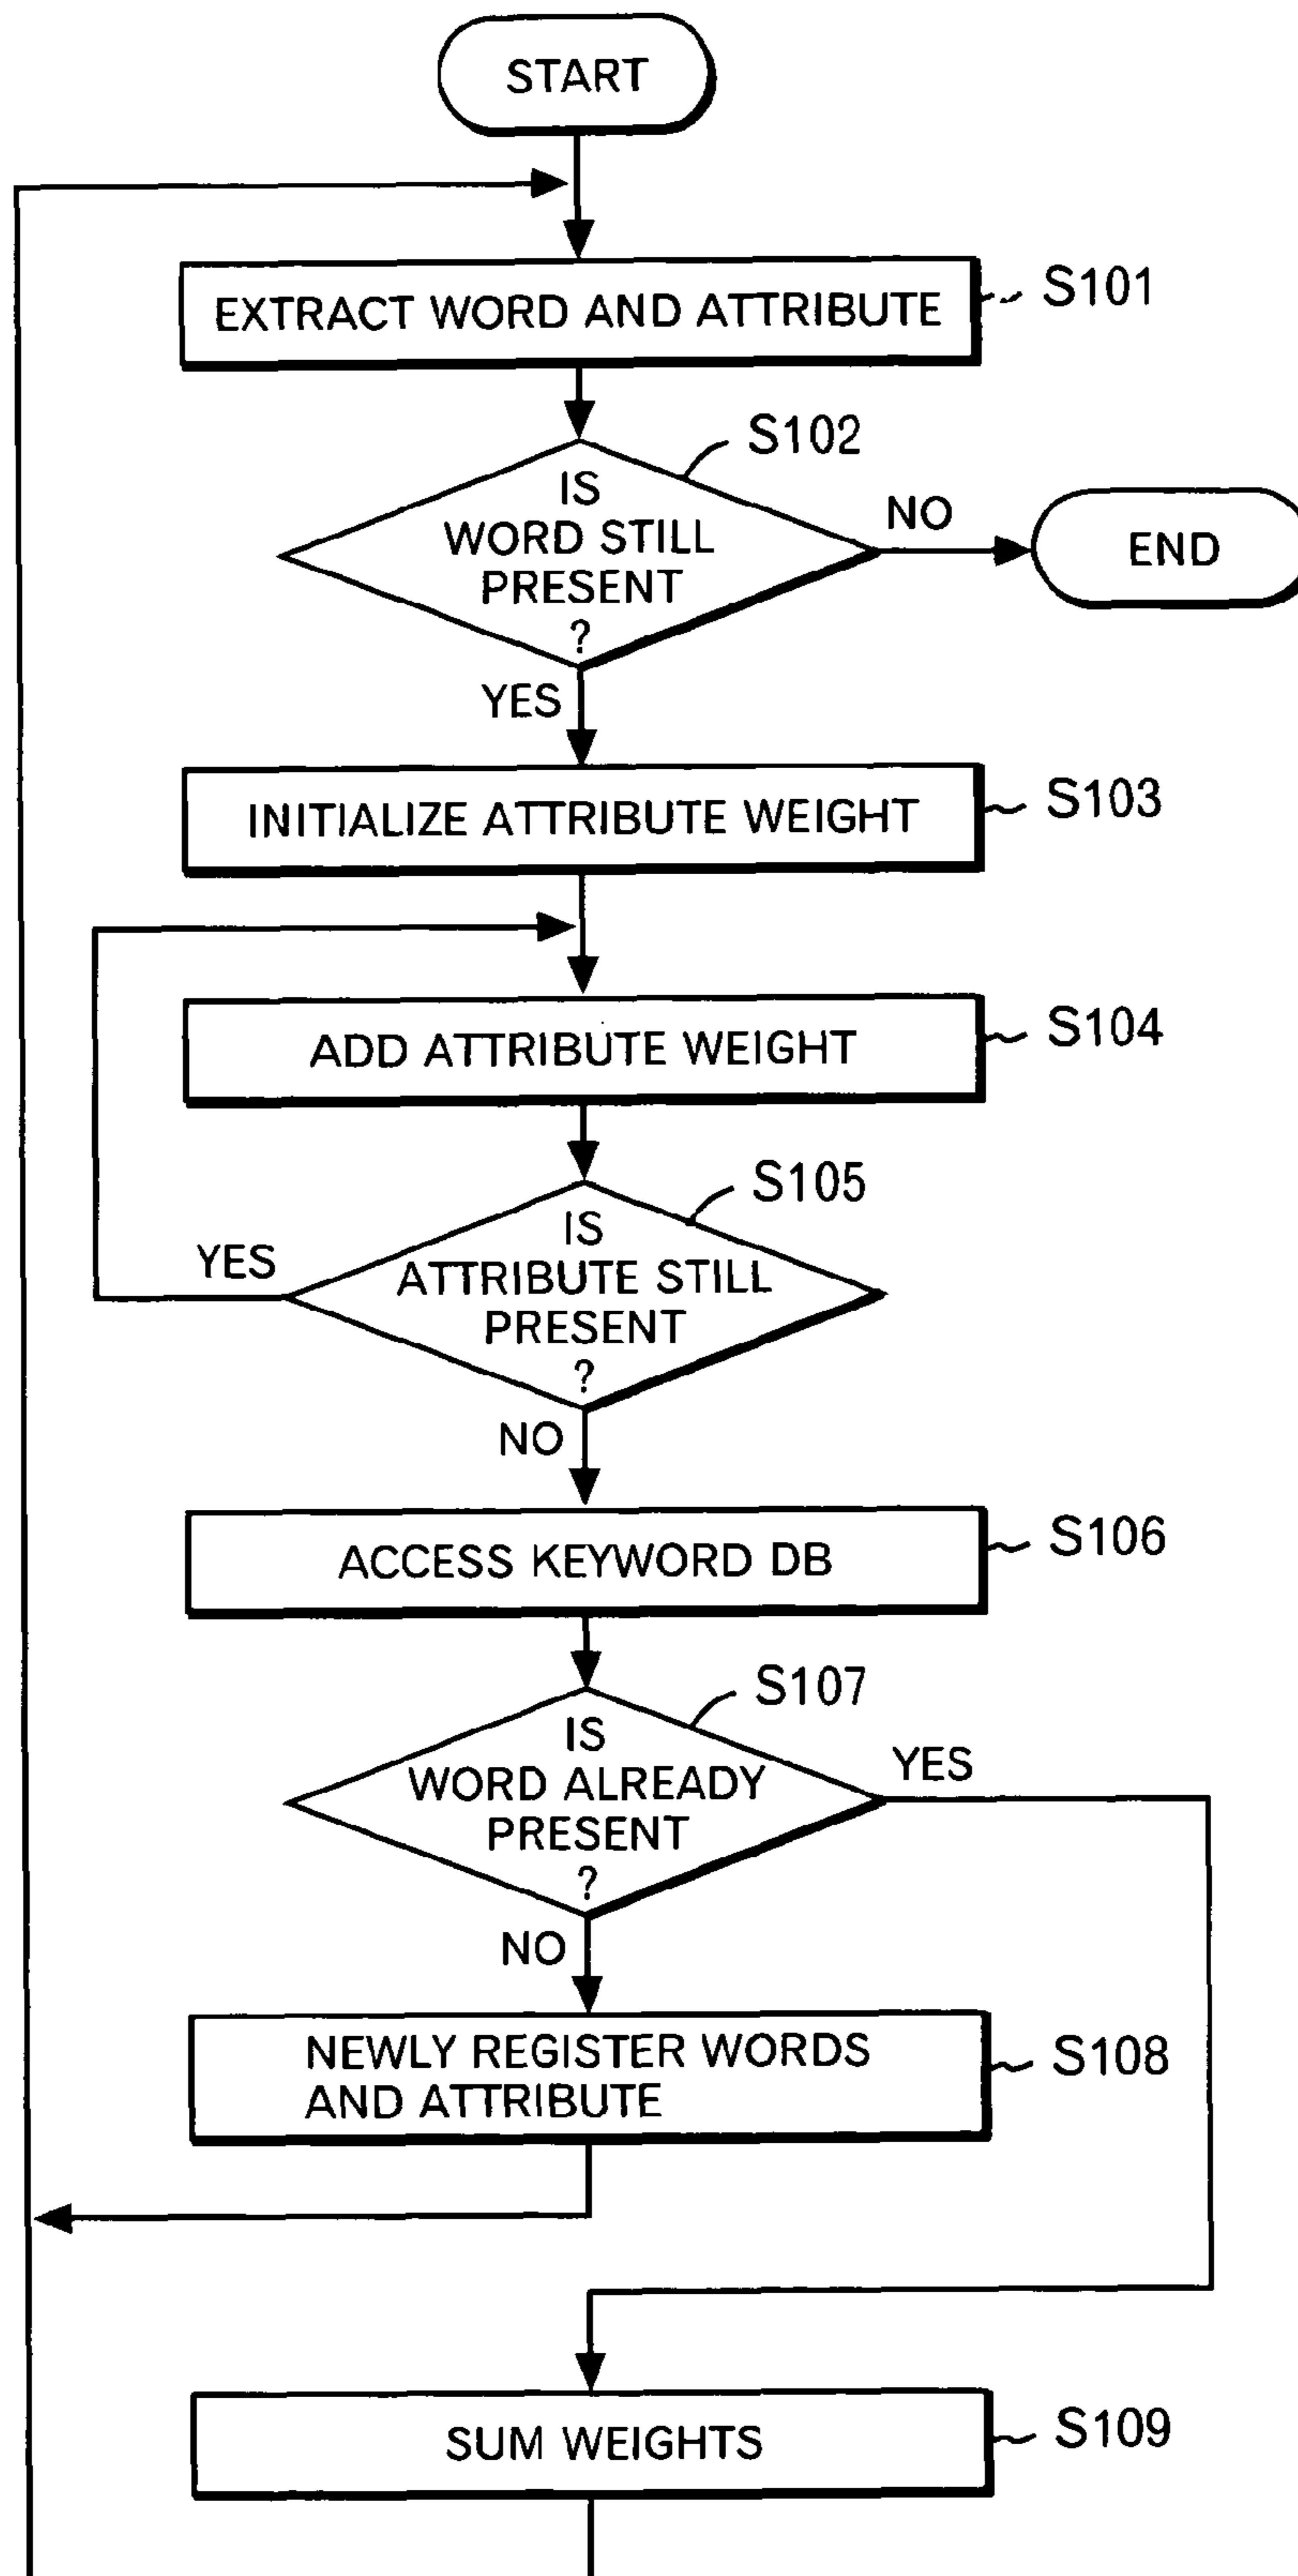 START
EXTRACT WORD AND ATTRIBUTE
S101
S102
IS
WORD STILL
PRESENT
?
NO
END
YES
INITIALIZE ATTRIBUTE WEIGHT
S103
ADD ATTRIBUTE WEIGHT
S104
S105
IS
ATTRIBUTE STILL
PRESENT
?
YES
NO
ACCESS KEYWORD DB
S106
S107
IS
WORD ALREADY
PRESENT
?
YES
NO
NEWLY REGISTER WORDS
AND ATTRIBUTE
S108
SUM WEIGHTS
S109